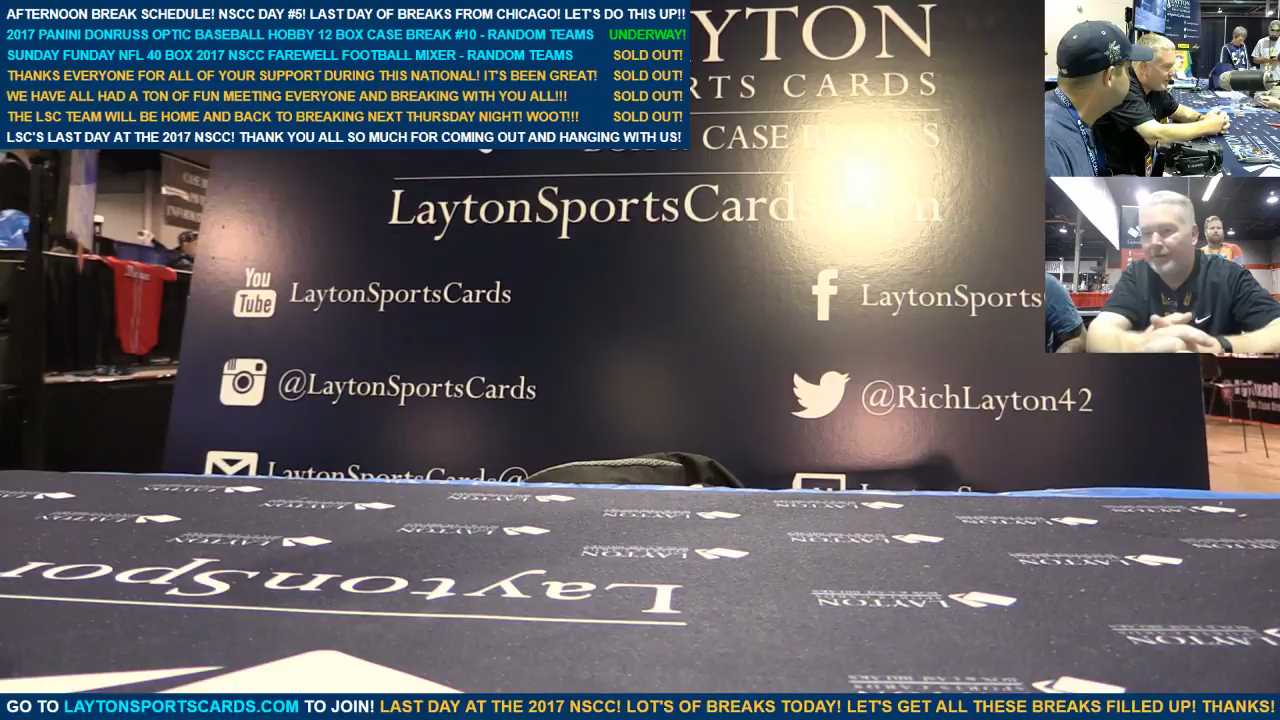 AFTERNOON BREAK SCHEDULE! NSCC DAY #5! LAST DAY OF BREAKS FROM CHICAGO! LET'S DO THIS UP!!
2017 PANINI DONRUSS OPTIC BASEBALL HOBBY 12 BOX CASE BREAK #10 - RANDOM TEAMS UNDERWAY!
SUNDAY FUNDAY NFL 40 BOX 2017 NSCC FAREWELL FOOTBALL MIXER - RANDOM TEAMS SOLD OUT!
THANKS EVERYONE FOR ALL OF YOUR SUPPORT DURING THIS NATIONAL! IT'S BEEN GREAT! SOLD OUT!
WE HAVE ALL HAD A TON OF FUN MEETING EVERYONE AND BREAKING WITH YOU ALL!!! SOLD OUT!
THE LSC TEAM WILL BE HOME AND BACK TO BREAKING NEXT THURSDAY NIGHT! WOOT!!! SOLD OUT!
LSC'S LAST DAY AT THE 2017 NSCC! THANK YOU ALL SO MUCH FOR COMING OUT AND HANGING WITH US!
YTON
RTS CARDS
CASE BREAKS
LaytonSportsCards.com
You Tube LaytonSportsCards
f LaytonSports
@LaytonSportsCards
@RichLayton42
LaytonSportsCards@
LaytonSpor
LAYTON
GO TO LAYTONSPORTSCARDS.COM TO JOIN! LAST DAY AT THE 2017 NSCC! LOT'S OF BREAKS TODAY! LET'S GET ALL THESE BREAKS FILLED UP! THANKS!